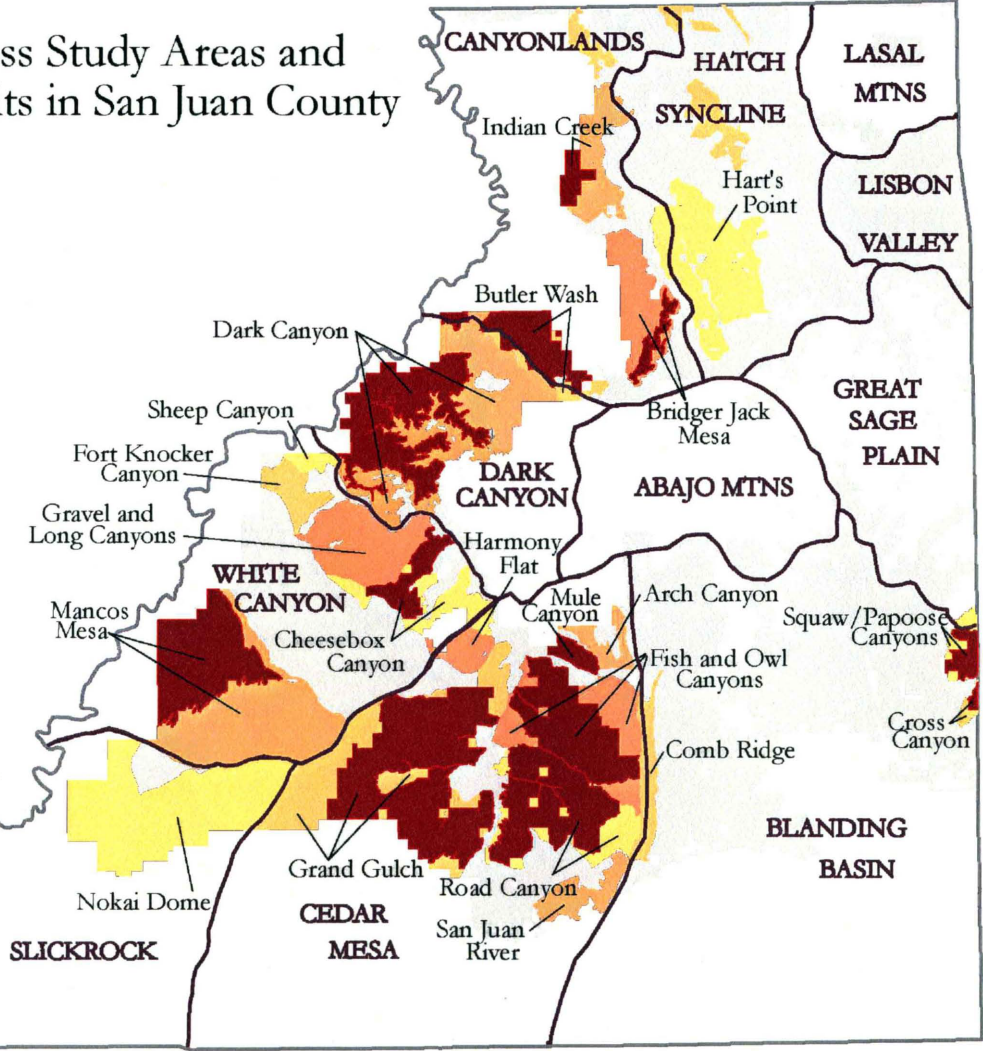 ss Study Areas and
ts in San Juan County
CANYONLANDS
HATCH
SYNCLINE
LASAL
MTNS
Indian Creek
Hart's
Point
LISBON
VALLEY
Butler Wash
Dark Canyon
Sheep Canyon
Bridger Jack
Mesa
GREAT
SAGE
PLAIN
Fort Knocker
Canyon
DARK
CANYON
ABAJO MTNS
Gravel and
Long Canyons
Harmony
Flat
WHITE
CANYON
Mancos
Mesa
Cheesebox
Canyon
Mule
Canyon
Arch Canyon
Squaw/Papoose
Canyons
Fish and Owl
Canyons
Cross
Canyon
Comb Ridge
BLANDING
BASIN
Grand Gulch
Road Canyon
Nokai Dome
CEDAR
MESA
San Juan
River
SLICKROCK